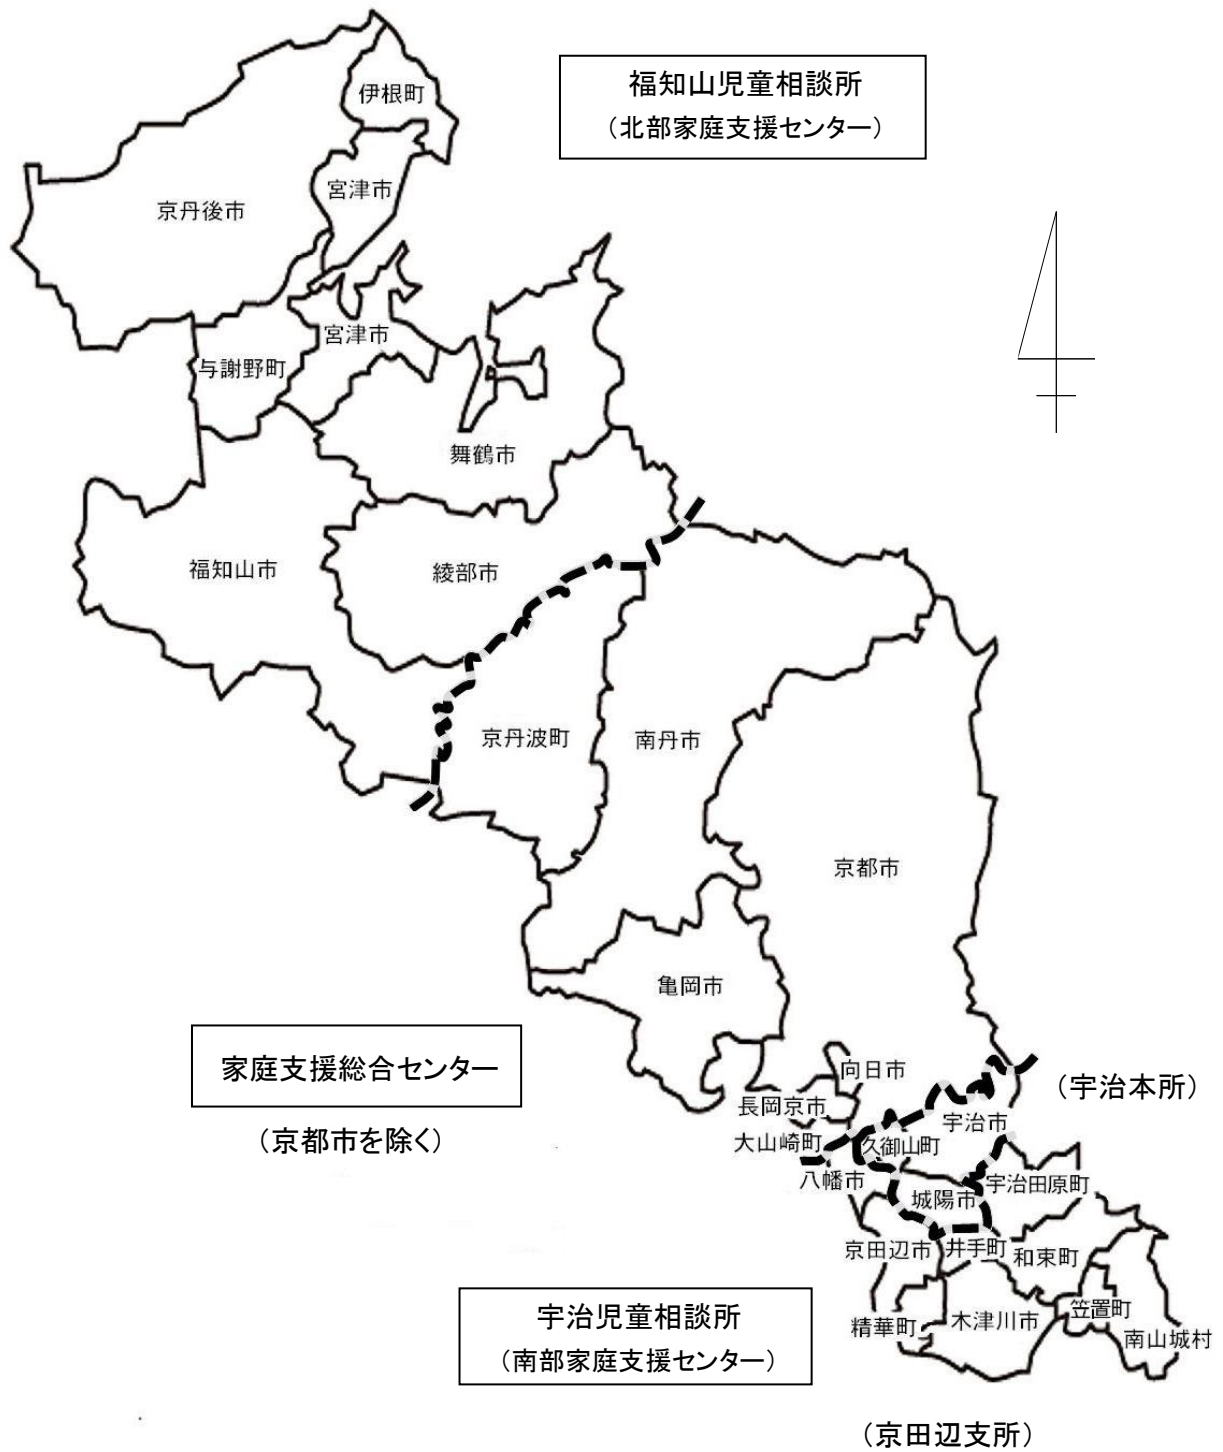 福知山児童相談所
（北部家庭支援センター）
伊根町
宮津市
京丹後市
宮津市
与謝野町
舞鶴市
福知山市
綾部市
京丹波町
南丹市
京都市
亀岡市
家庭支援総合センター
（京都市を除く）
向日市
長岡京市
（宇治本所）
宇治市
大山崎町
久御山町
八幡市
宇治田原町
城陽市
京田辺市
井手町
和束町
宇治児童相談所
（南部家庭支援センター）
精華町
木津川市
笠置町
南山城村
（京田辺支所）